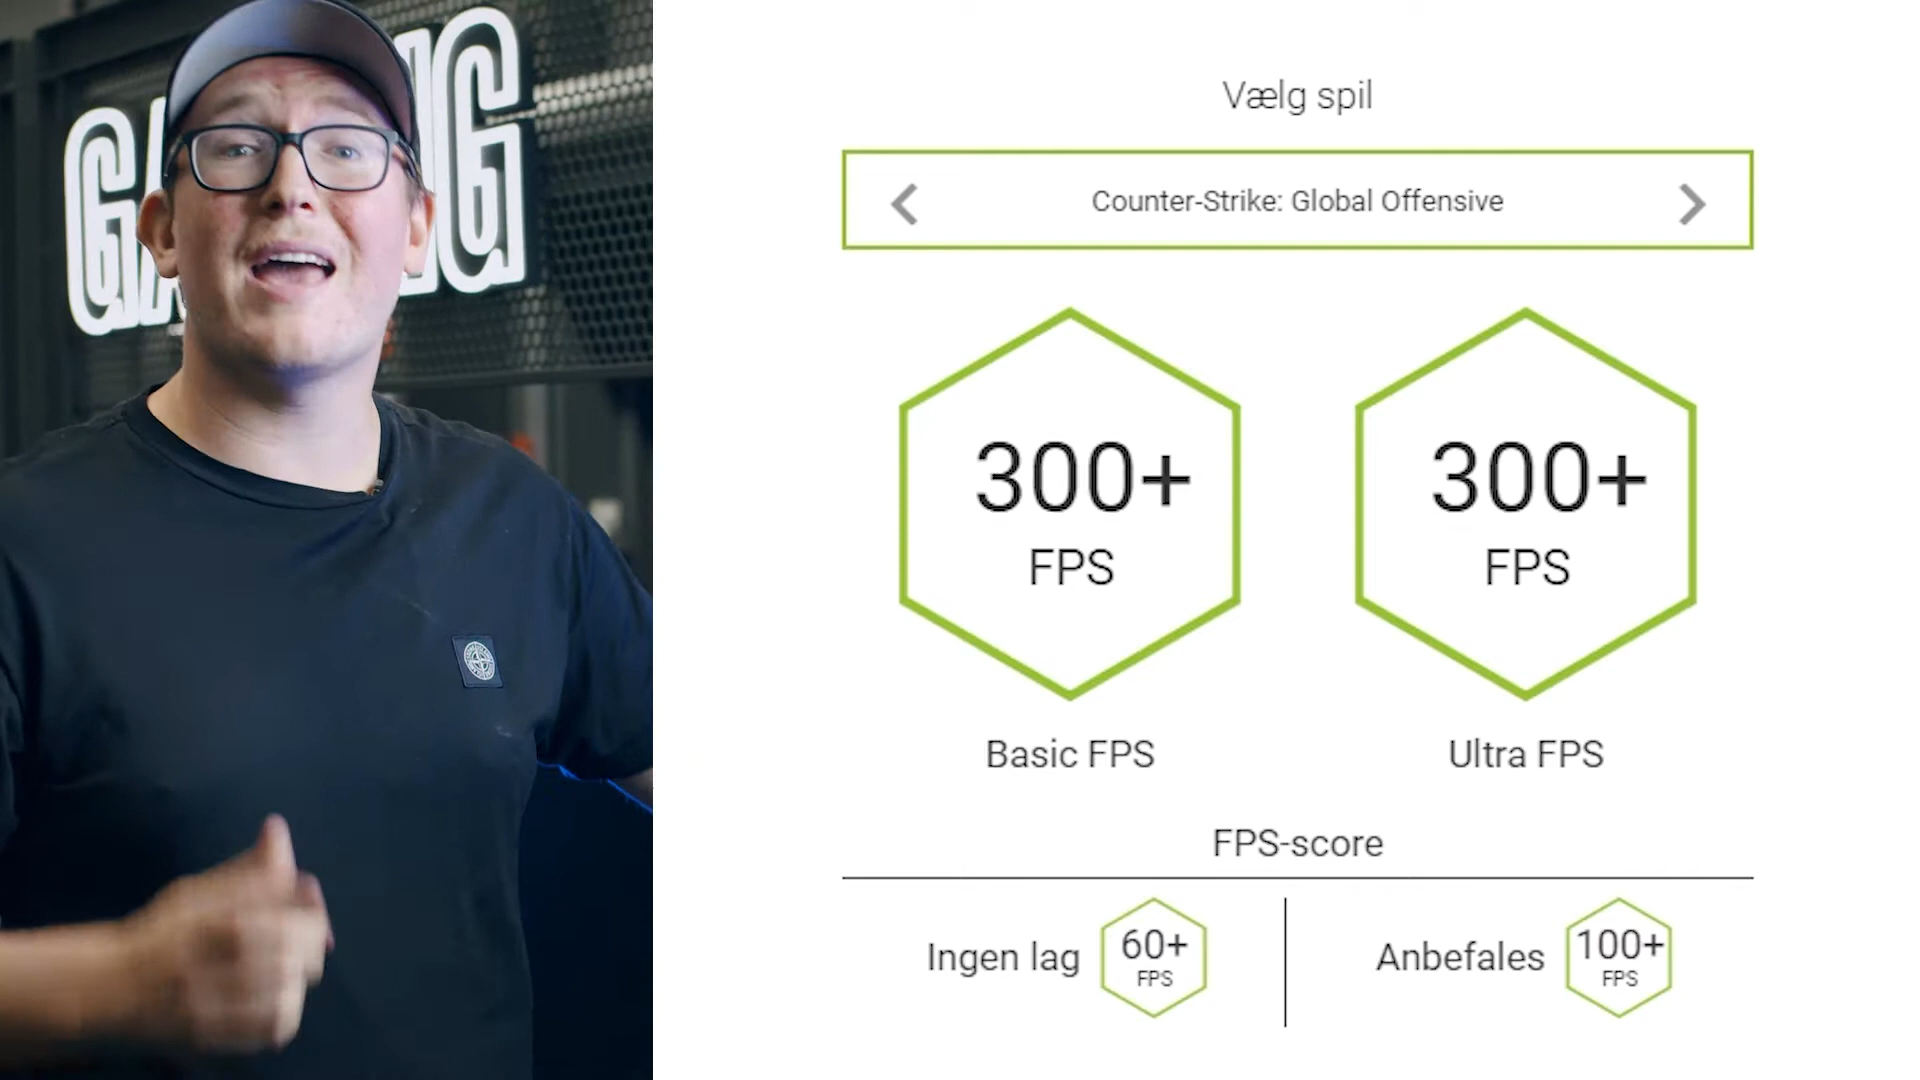 GAMING
Vælg spil
Counter-Strike: Global Offensive
300+
FPS
Basic FPS
300+
FPS
Ultra FPS
FPS-score
Ingen lag
60+
FPS
Anbefales
100+
FPS